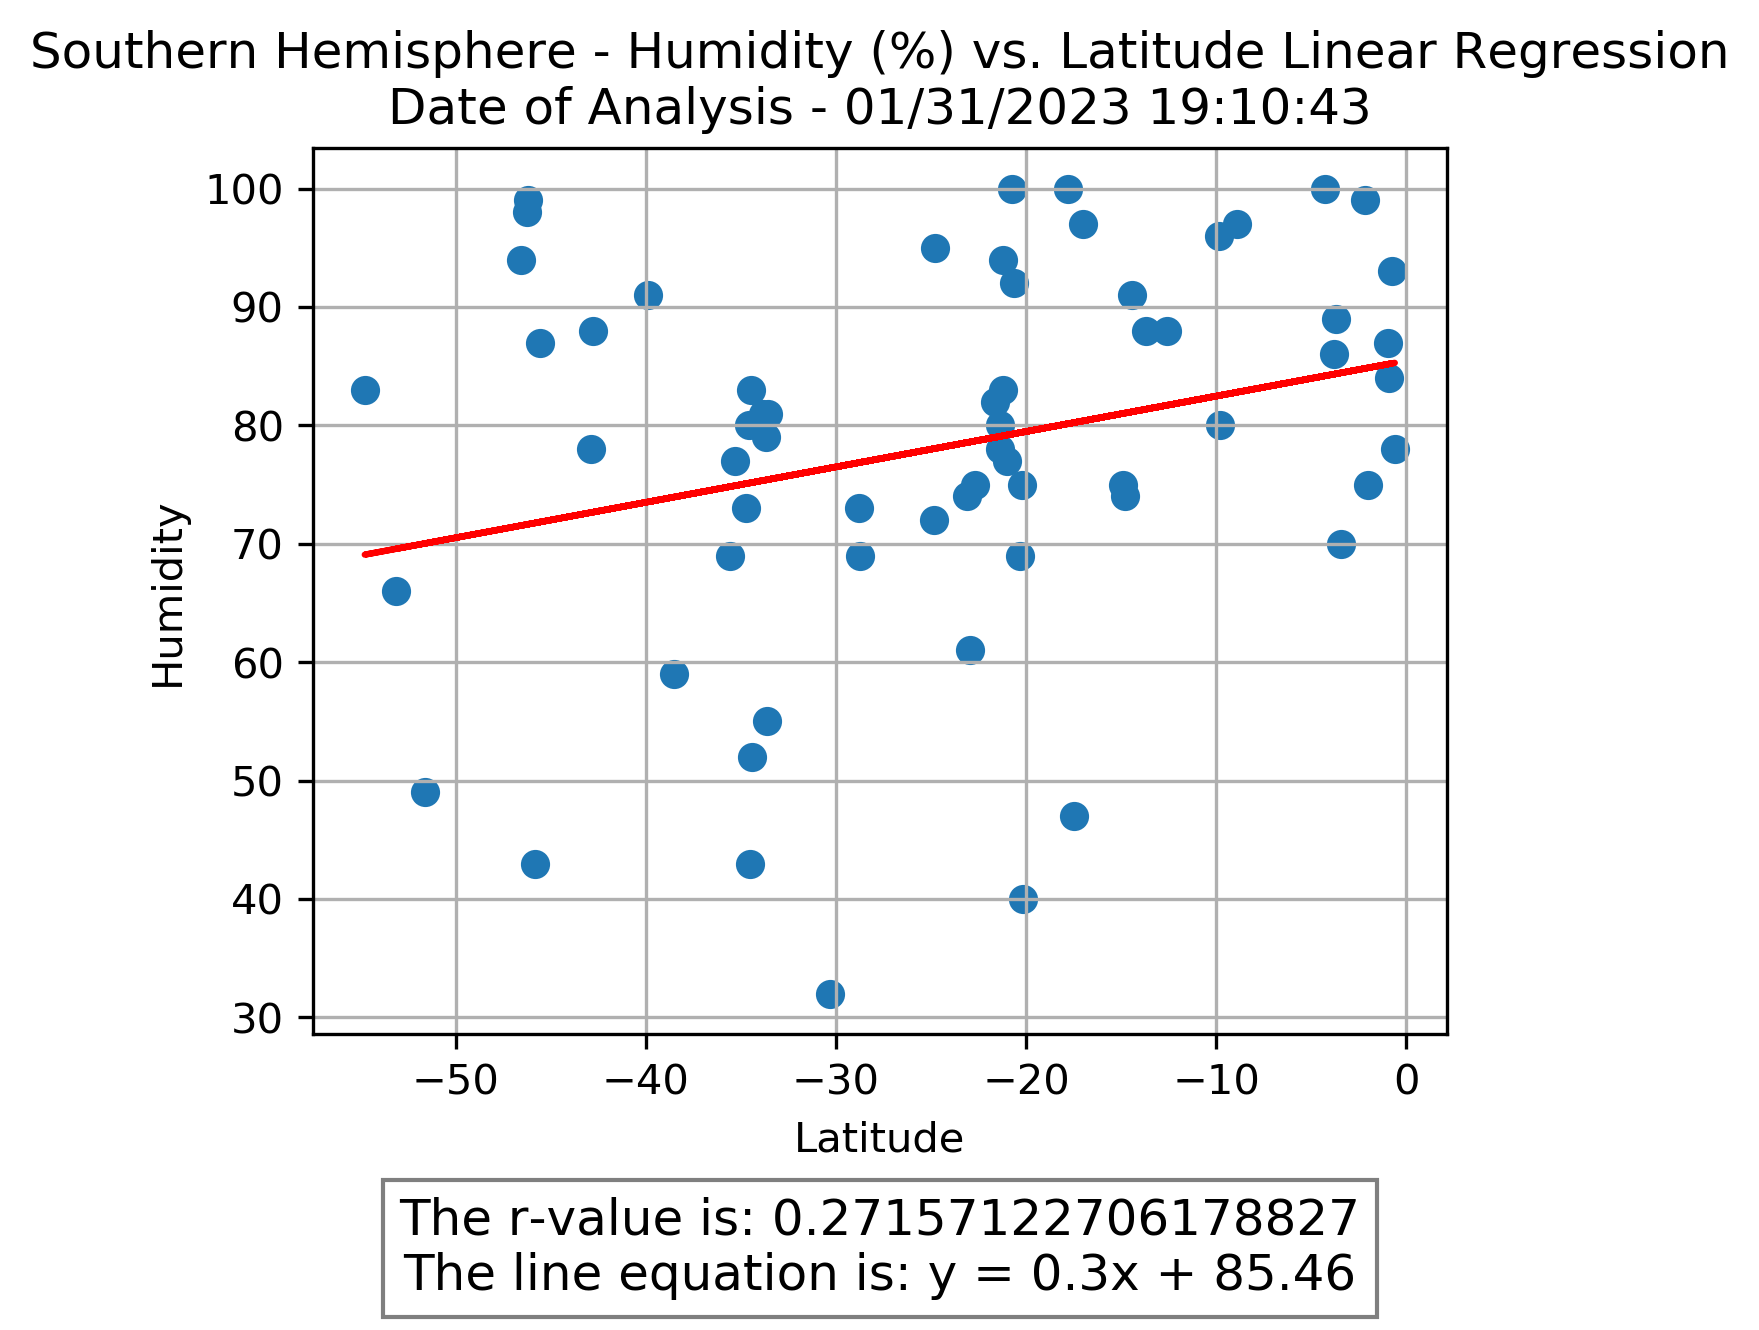 Southern Hemisphere - Humidity (%) vs. Latitude Linear Regression
Date of Analysis - 01/31/2023 19:10:43
100
90
80
70
60
50
40
30
Humidity
−50 −40 −30 −20 −10 0
Latitude
The r-value is: 0.27157122706178827
The line equation is: y = 0.3x + 85.46